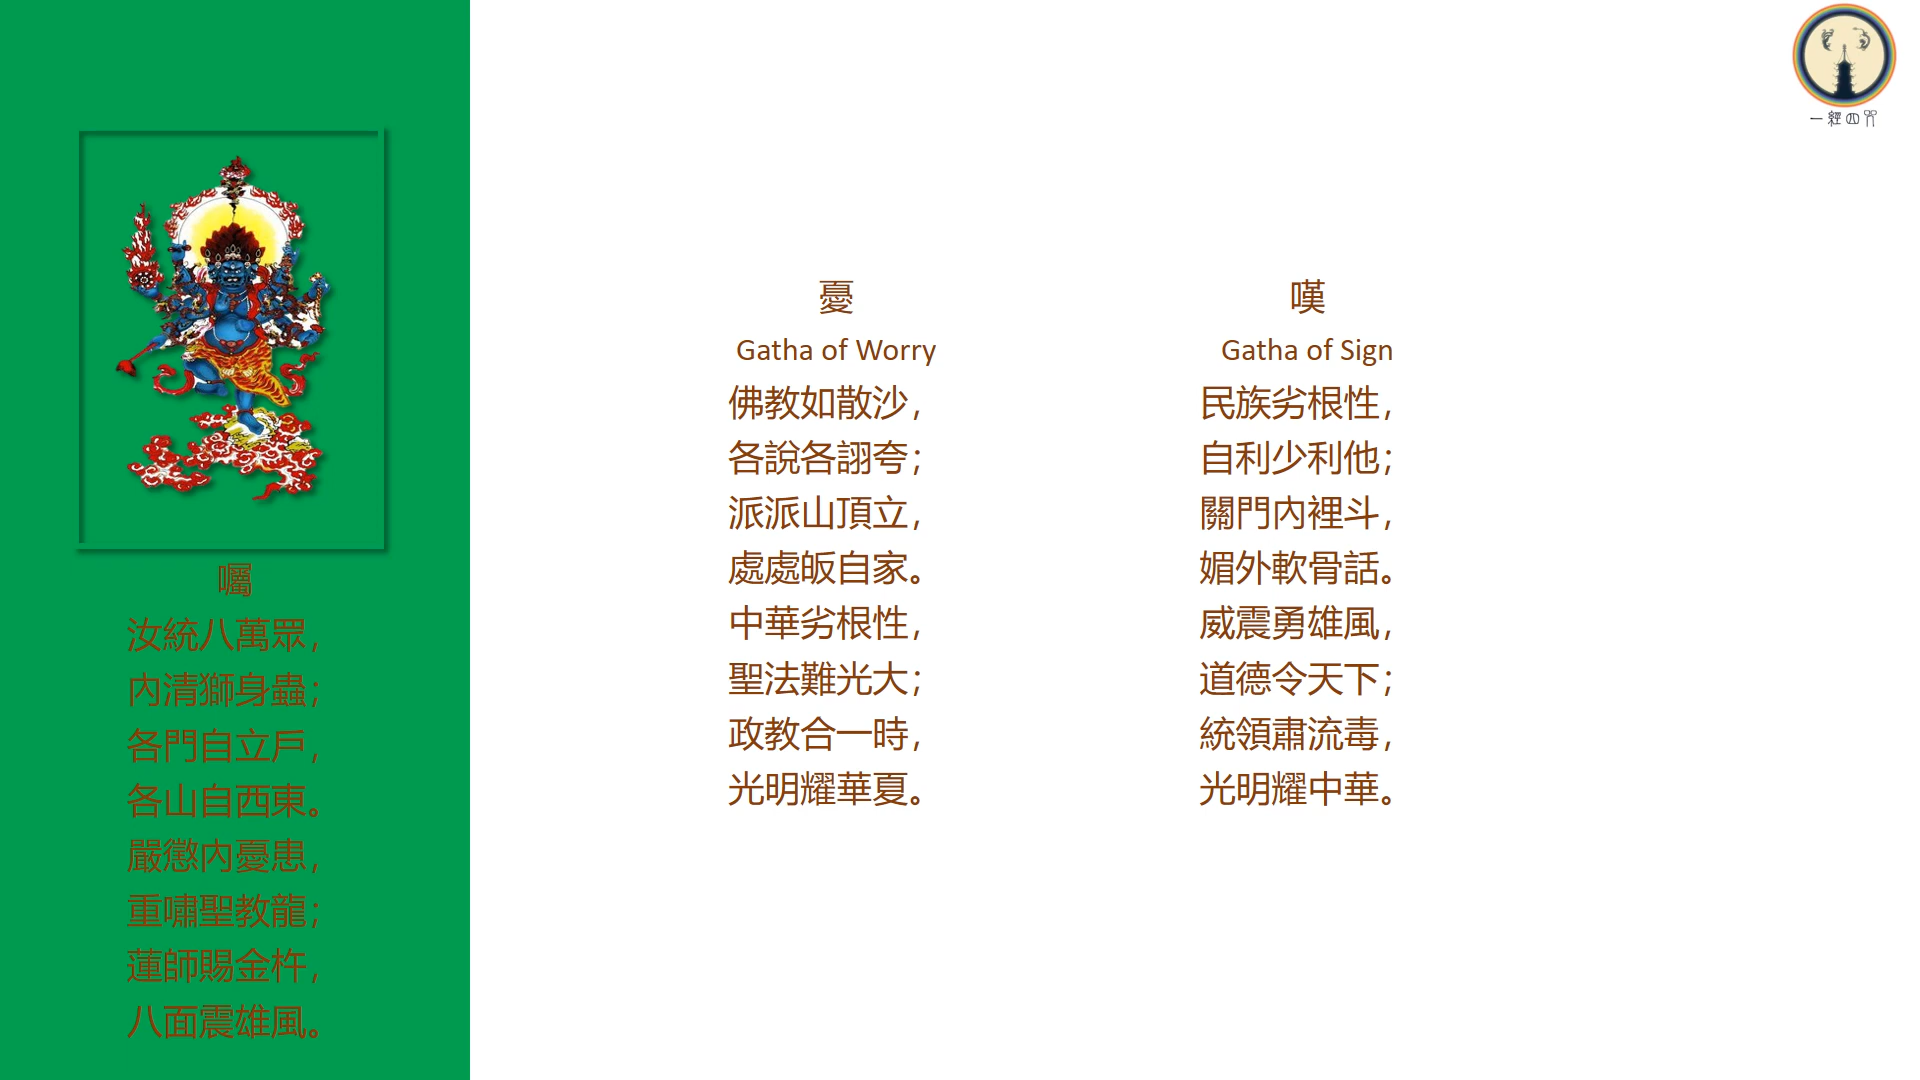 囑
汝統八萬眾，
內清獅身蟲；
各門自立戶，
各山自西東。
嚴懲內憂患，
重嘯聖教龍；
蓮師賜金杵，
八面震雄風。
憂
Gatha of Worry
佛教如散沙，
各說各詡夸；
派派山頂立，
處處皈自家。
中華劣根性，
聖法難光大；
政教合一時，
光明耀華夏。
嘆
Gatha of Sign
民族劣根性，
自利少利他；
關門內裡斗，
媚外軟骨話。
威震勇雄風，
道德令天下；
統領肅流毒，
光明耀中華。
一經四咒